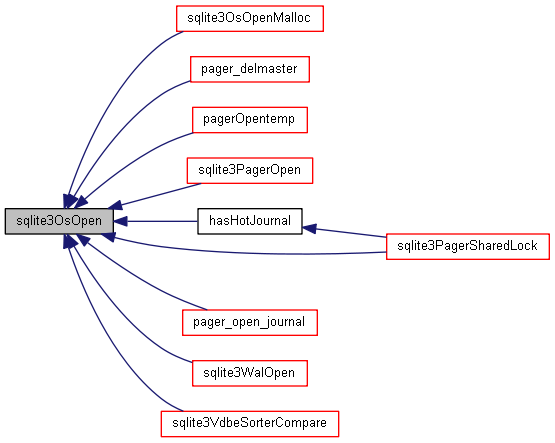 sqlite3OsOpenMalloc
pager_delmaster
pagerOpentemp
sqlite3PagerOpen
sqlite3OsOpen
hasHotJournal
sqlite3PagerSharedLock
pager_open_journal
sqlite3WalOpen
sqlite3VdbeSorterCompare